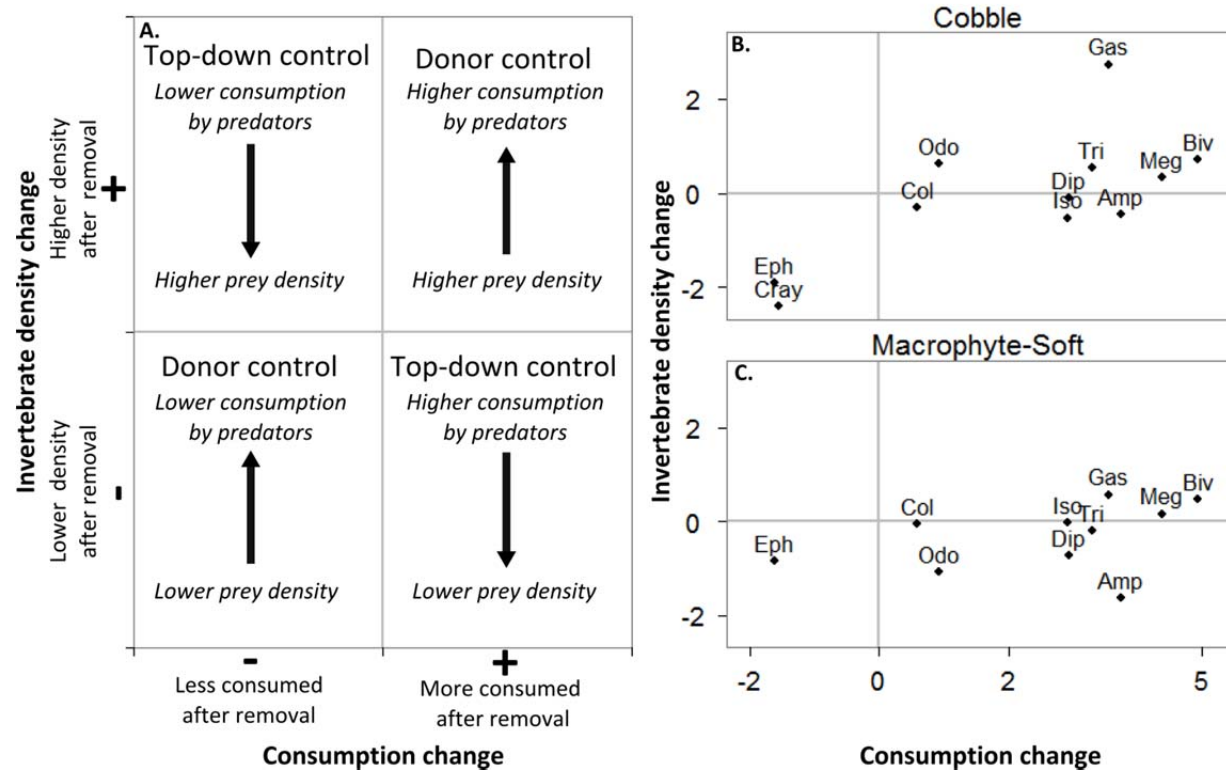 A.
Top-down control
Lower consumption
by predators
Higher prey density
Donor control
Higher consumption
by predators
Higher prey density
Donor control
Lower consumption
by predators
Lower prey density
Top-down control
Higher consumption
by predators
Lower prey density
Invertebrate density change
Higher density
after removal
+
Lower density
after removal
-
-
Less consumed
after removal
+
More consumed
after removal
Consumption change
Cobble
B.
Gas
Odo
Tri
Biv
Meg
Col
Dip
Iso
Amp
Eph
Cray
2
0
-2
Invertebrate density change
Macrophyte-Soft
C.
Gas
Biv
Meg
Col
Iso
Tri
Eph
Odo
Dip
Amp
2
0
-2
-2
0
2
5
Consumption change